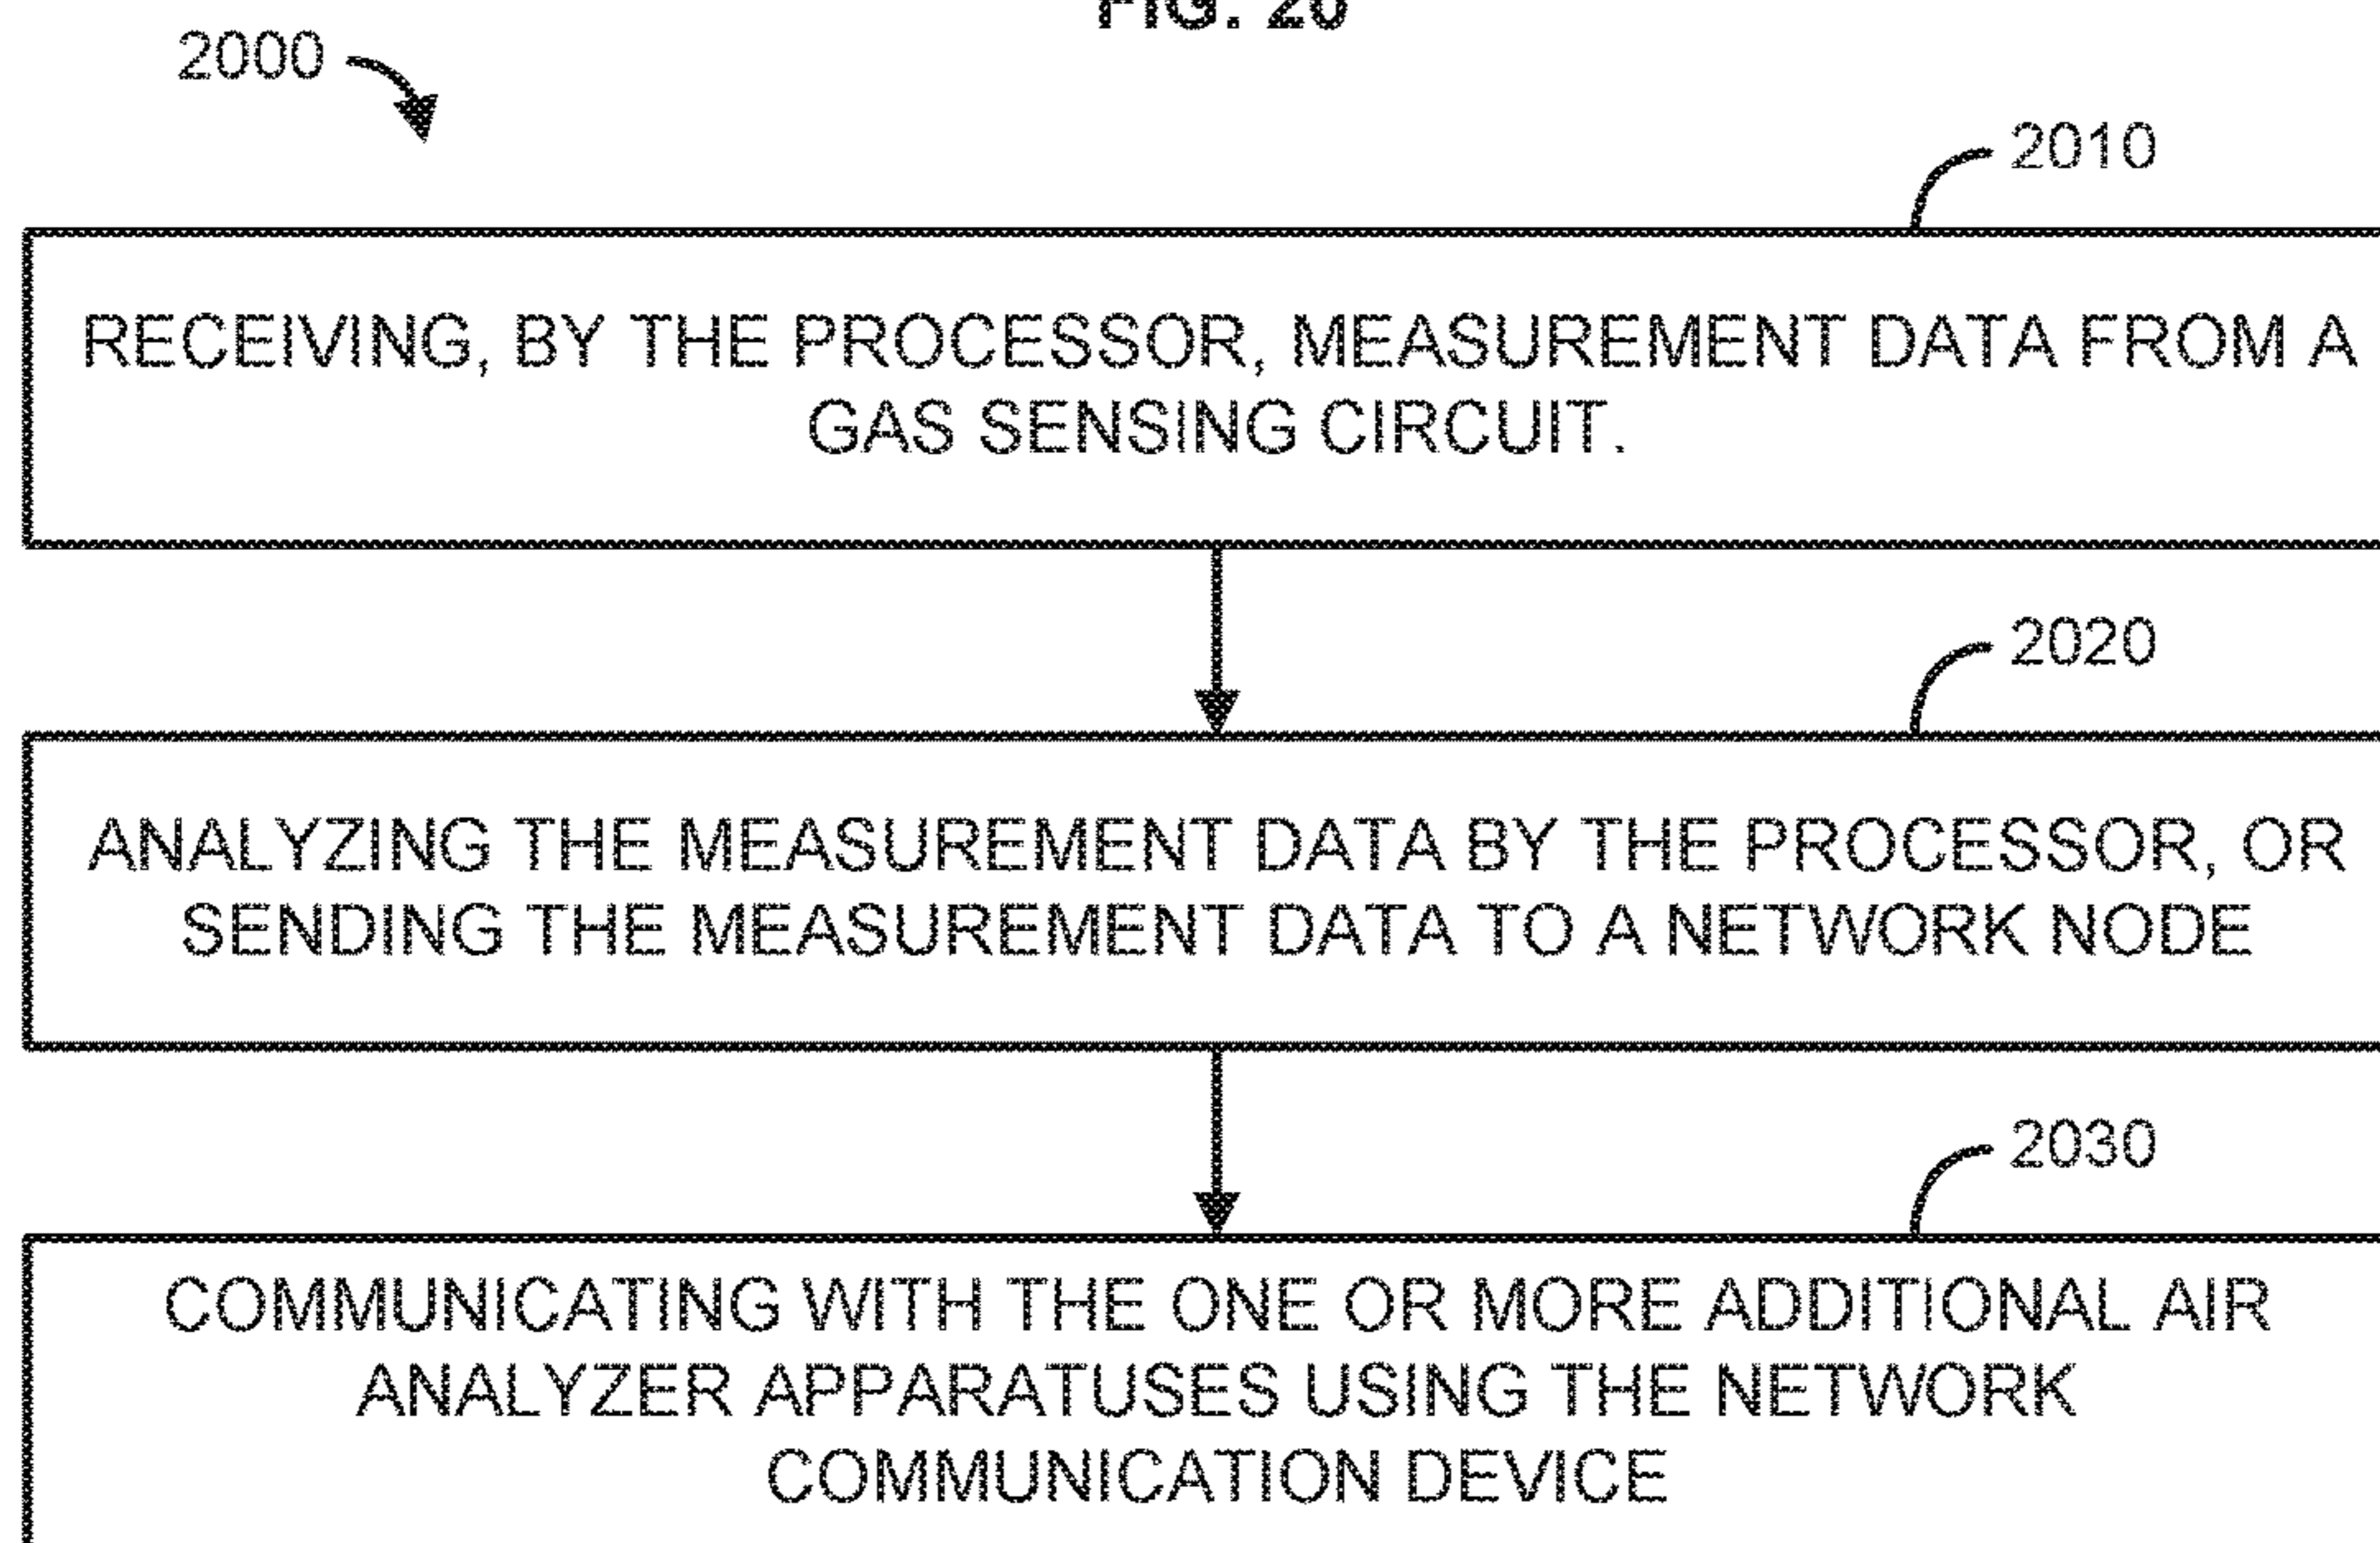 FIG. 20
2000
2010
RECEIVING, BY THE PROCESSOR, MEASUREMENT DATA FROM A
GAS SENSING CIRCUIT.
2020
ANALYZING THE MEASUREMENT DATA BY THE PROCESSOR, OR
SENDING THE MEASUREMENT DATA TO A NETWORK NODE
2030
COMMUNICATING WITH THE ONE OR MORE ADDITIONAL AIR
ANALYZER APPARATUSES USING THE NETWORK
COMMUNICATION DEVICE